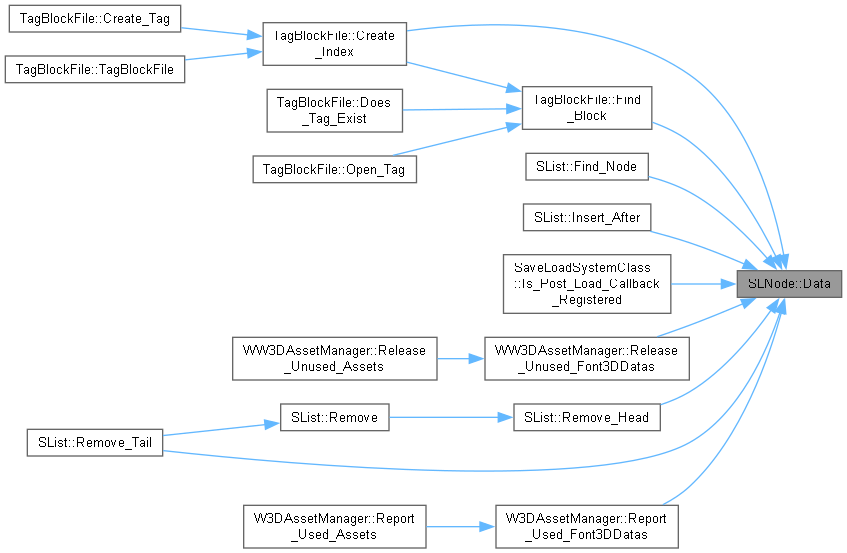 TagBlockFile::Create_Tag
TagBlockFile::TagBlockFile
TagBlockFile::Create
_Index
TagBlockFile::Does
_Tag_Exist
TagBlockFile::Open_Tag
TagBlockFile::Find
_Block
SList::Find_Node
SList::Insert_After
SaveLoadSystemClass
::Is_Post_Load_Callback
_Registered
SLNode::Data
WW3DAssetManager::Release
_Unused_Assets
WW3DAssetManager::Release
_Unused_Font3DDatas
SList::Remove_Tail
SList::Remove
SList::Remove_Head
W3DAssetManager::Report
_Used_Assets
W3DAssetManager::Report
_Used_Font3DDatas